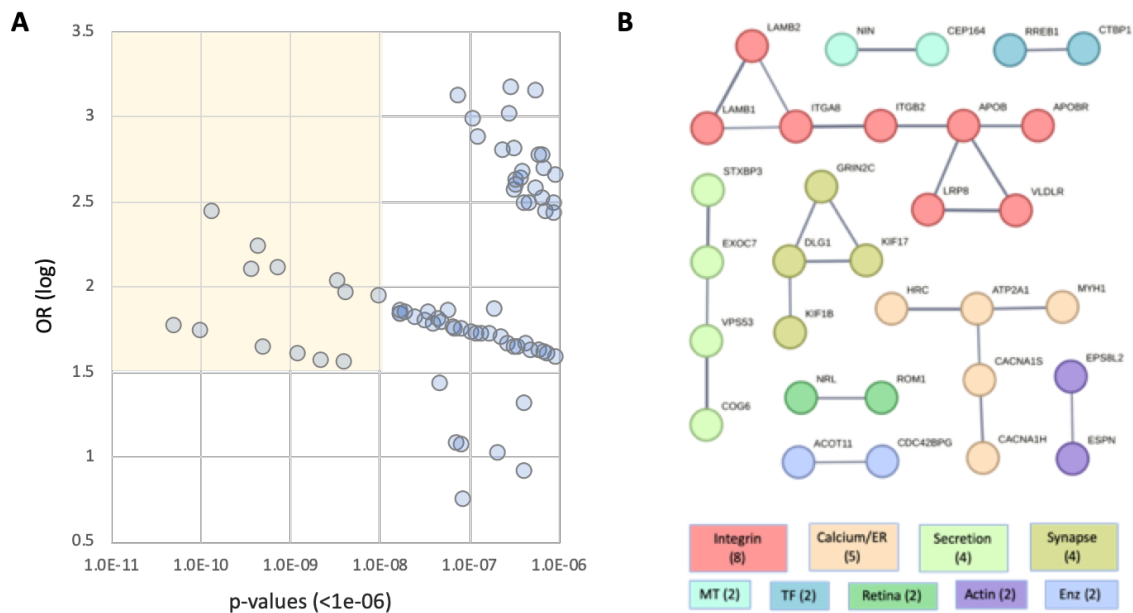 A
3.5
3
2.5
2
1.5
1
0.5
OR (log)
1.0E-11
1.0E-10
1.0E-09
1.0E-08
1.0E-07
1.0E-06
p-values (<1e-06)
B
LAMB2
NIN
CEP164
RREB1
CTBP1
LAMB1
ITGA8
ITGB2
APOB
APOBR
STXBP3
GRIN2C
LRP8
VLDLR
EXOC7
DLG1
KIF17
HRC
ATP2A1
MYH1
VPS53
KIF1B
CACNA1S
EPS8L2
NRL
ROM1
COG6
ACOT11
CDC42BPG
CACNA1H
ESPN
Integrin
(8)
Calcium/ER
(5)
Secretion
(4)
Synapse
(4)
MT (2)
TF (2)
Retina (2)
Actin (2)
Enz (2)